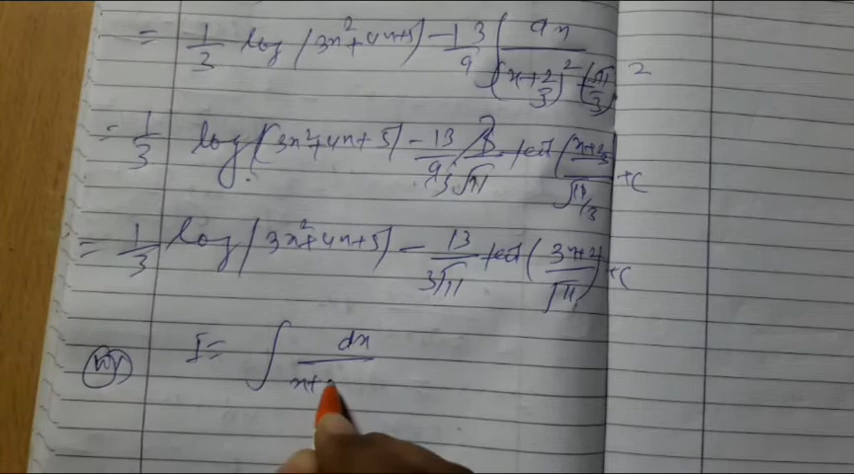 = 1/3 log |3x²+4x+5| - 13/9 ∫ dx / (x+2/3)² + (√11/3)²
= 1/3 log |3x²+4x+5| - 13/9 3 × 3/√11 tan⁻¹ (x+2/3 / √11/3) + C
= 1/3 log |3x²+4x+5| - 13/3√11 tan⁻¹ (3x+2 / √11) + C
I = ∫ dx / x+